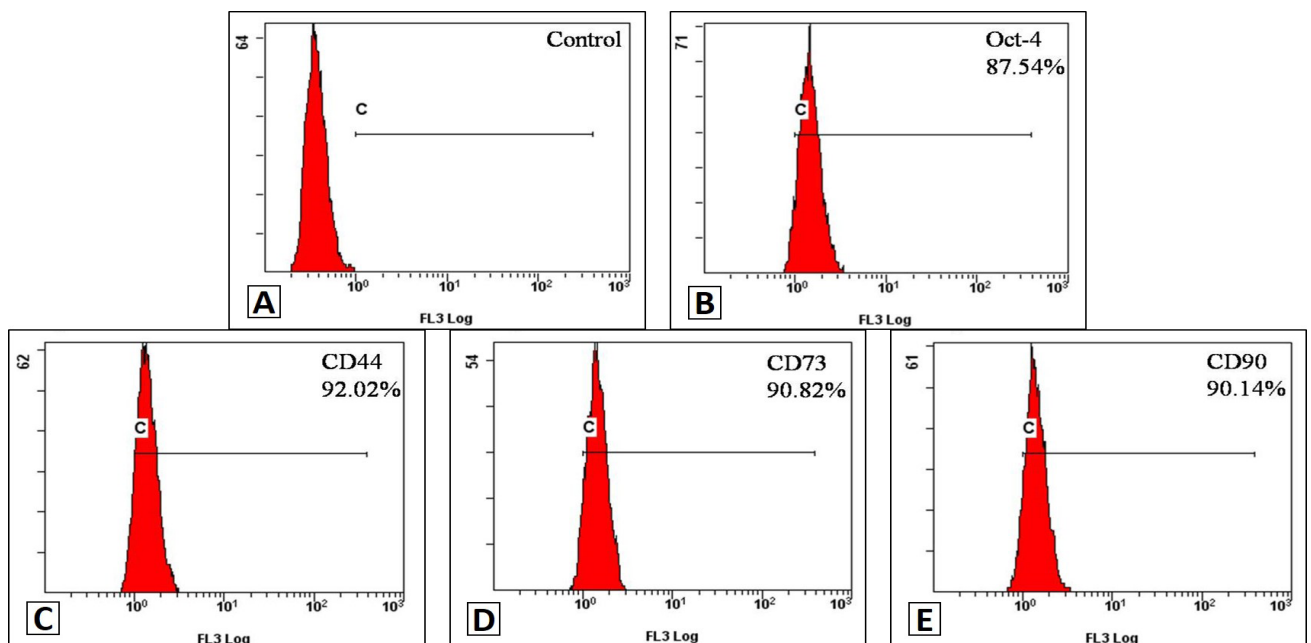 64
Control
C
10⁰ 10¹ 10² 10³
FL3 Log
A
71
Oct-4
87.54%
C
10⁰ 10¹ 10² 10³
FL3 Log
B
62
CD44
92.02%
C
10⁰ 10¹ 10² 10³
FL3 Log
C
54
CD73
90.82%
C
10⁰ 10¹ 10² 10³
FL3 Log
D
61
CD90
90.14%
C
10⁰ 10¹ 10² 10³
FL3 Log
E